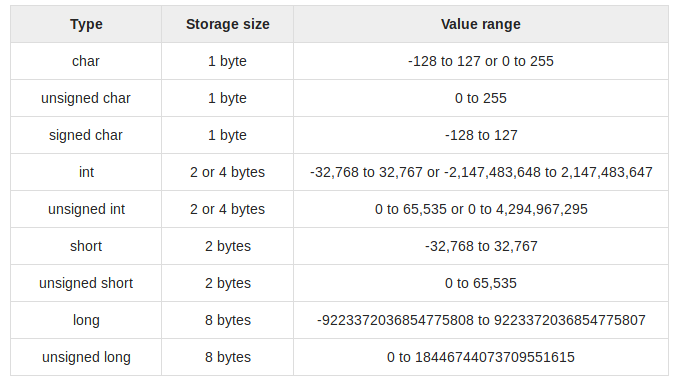 Type Storage size Value range
char 1 byte -128 to 127 or 0 to 255
unsigned char 1 byte 0 to 255
signed char 1 byte -128 to 127
int 2 or 4 bytes -32,768 to 32,767 or -2,147,483,648 to 2,147,483,647
unsigned int 2 or 4 bytes 0 to 65,535 or 0 to 4,294,967,295
short 2 bytes -32,768 to 32,767
unsigned short 2 bytes 0 to 65,535
long 8 bytes -9223372036854775808 to 9223372036854775807
unsigned long 8 bytes 0 to 18446744073709551615